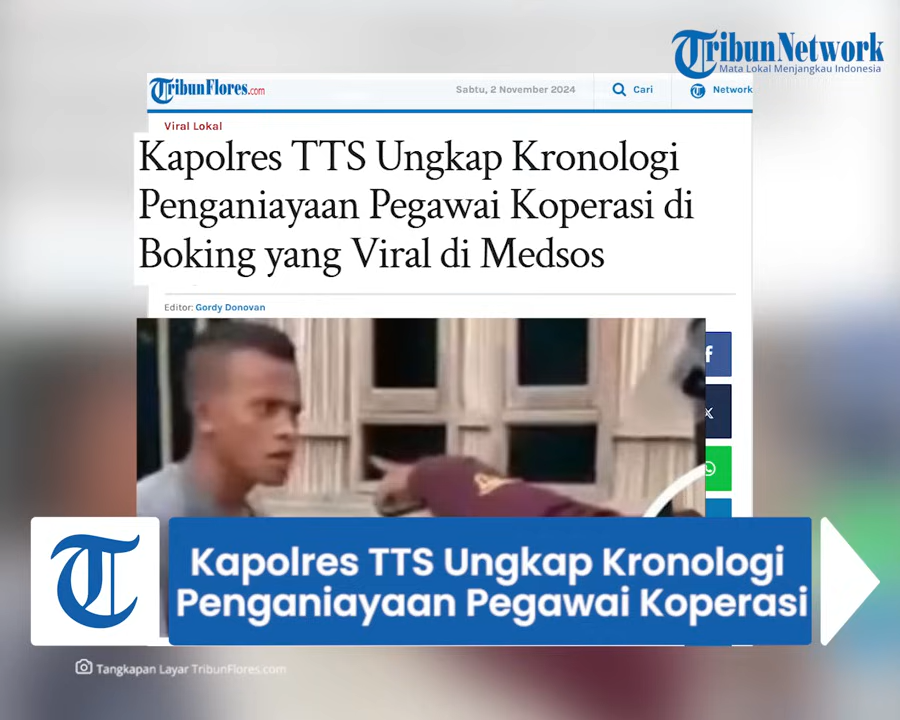 TribunNetwork
Mata Lokal Menjangkau Indonesia
TribunFlores.com
Sabtu, 2 November 2024
Cari
Network
Viral Lokal
Kapolres TTS Ungkap Kronologi
Penganiayaan Pegawai Koperasi di
Boking yang Viral di Medsos
Editor: Gordy Donovan
Kapolres TTS Ungkap Kronologi
Penganiayaan Pegawai Koperasi
Tangkapan Layar TribunFlores.com